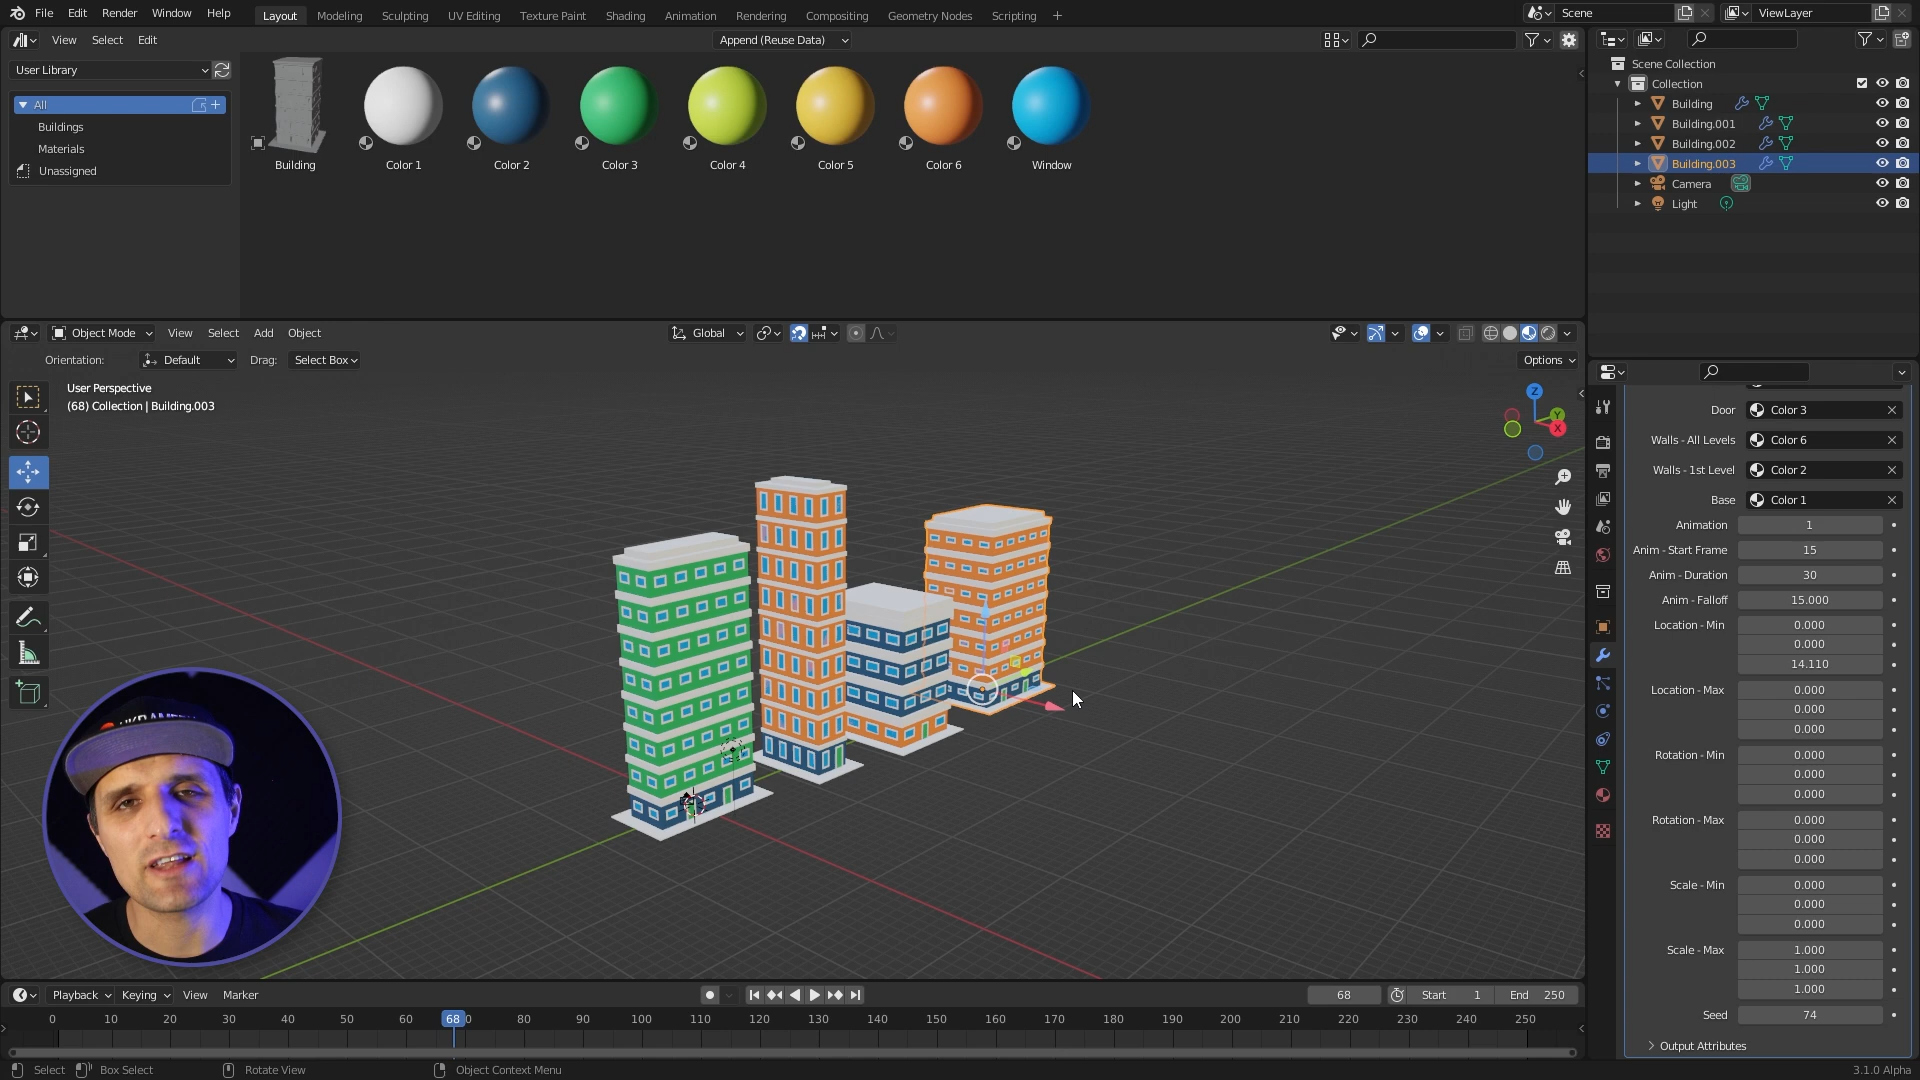 File Edit Render Window Help Layout Modeling Sculpting UV Editing Texture Paint Shading Animation Rendering Compositing Geometry Nodes Scripting + Scene ViewLayer
View Select Edit Append (Reuse Data)
User Library
All
Buildings
Materials
Unassigned
Building Color 1 Color 2 Color 3 Color 4 Color 5 Color 6 Window
Scene Collection
Collection
Building
Building.001
Building.002
Building.003
Camera
Light
Object Mode View Select Add Object Global
Orientation: Default Drag: Select Box Options
User Perspective
(68) Collection | Building.003
Z
Y
X
Door Color 3
Walls - All Levels Color 6
Walls - 1st Level Color 2
Base Color 1
Animation 1
Anim - Start Frame 15
Anim - Duration 30
Anim - Falloff 15.000
Location - Min 0.000
0.000
14.110
Location - Max 0.000
0.000
0.000
Rotation - Min 0.000
0.000
0.000
Rotation - Max 0.000
0.000
0.000
Scale - Min 0.000
0.000
0.000
Scale - Max 1.000
1.000
1.000
Seed 74
Output Attributes
Playback Keying View Marker 68 Start 1 End 250
0 10 20 30 40 50 60 68 0 80 90 100 110 120 130 140 150 160 170 180 190 200 210 220 230 240 250
Select Box Select Rotate View Object Context Menu 3.1.0 Alpha